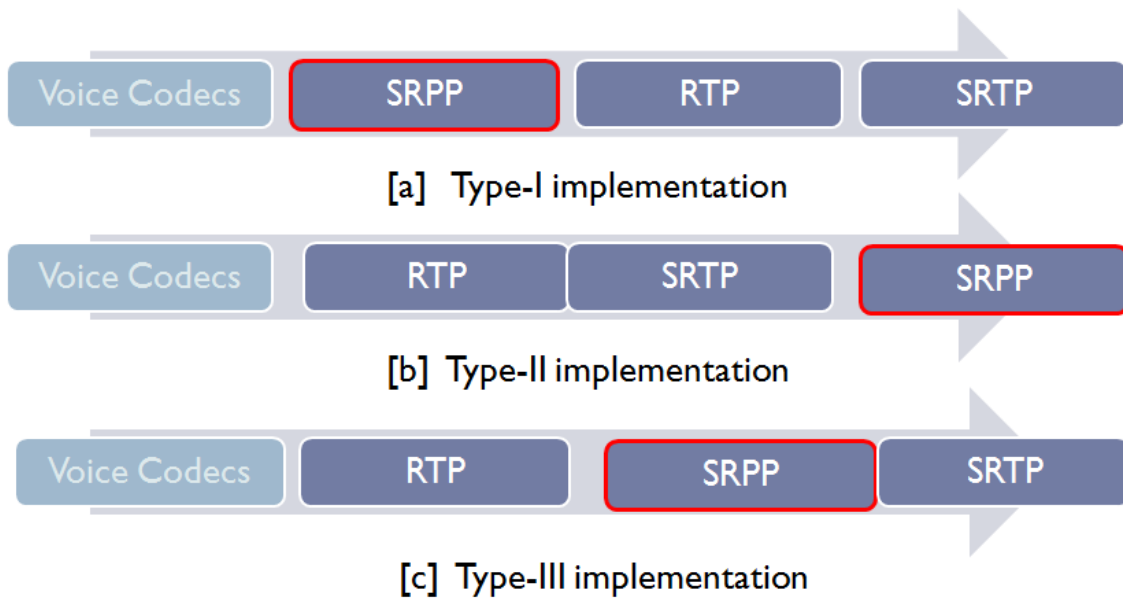 Voice Codecs SRPP RTP SRTP
[a] Type-I implementation
Voice Codecs RTP SRTP SRPP
[b] Type-II implementation
Voice Codecs RTP SRPP SRTP
[c] Type-III implementation